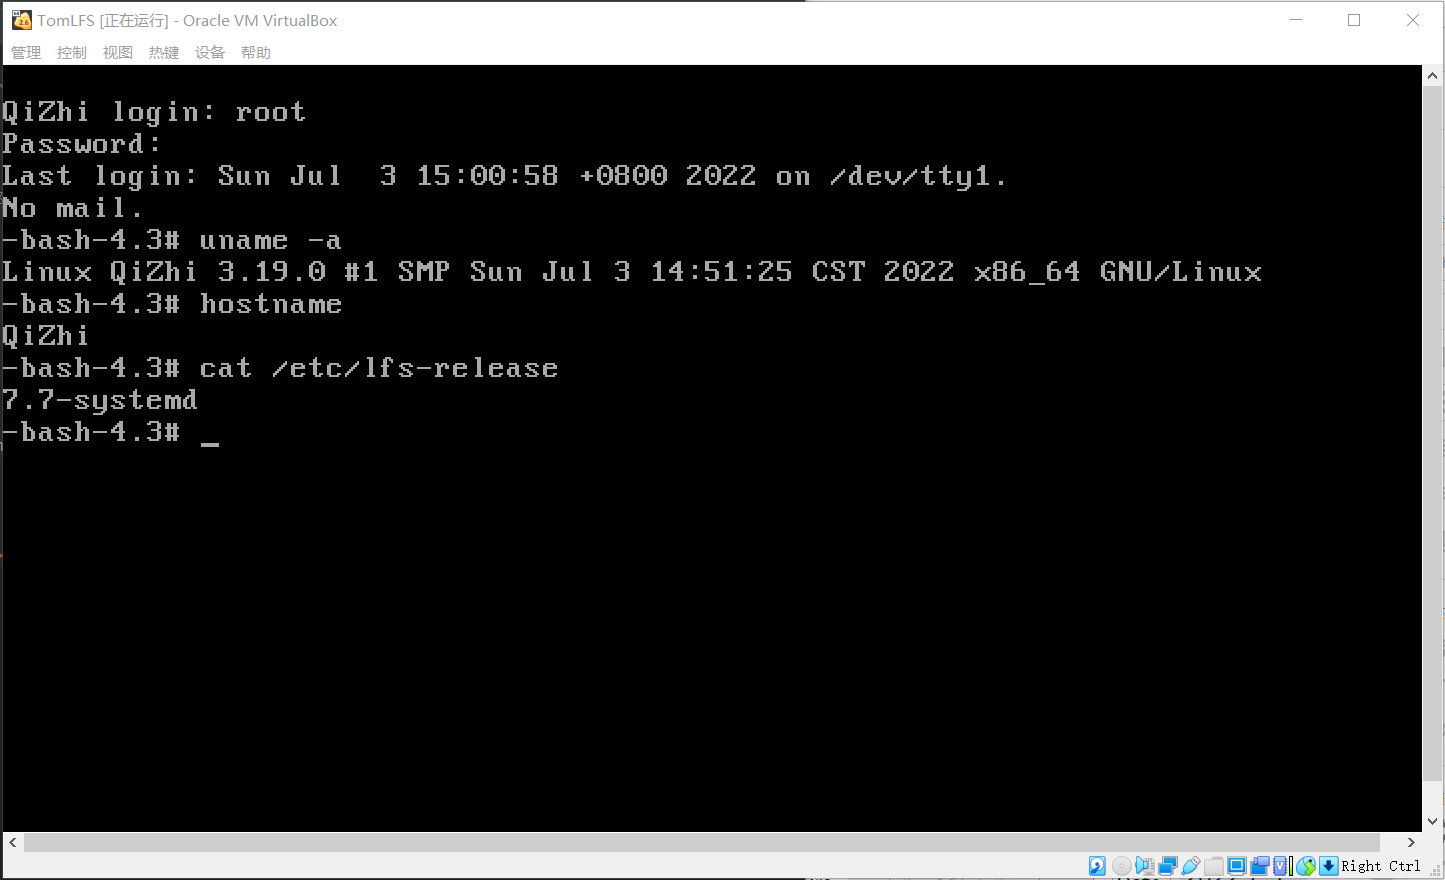 TomLFS [正在运行] - Oracle VM VirtualBox
管理 控制 视图 热键 设备 帮助
QiZhi login: root
Password:
Last login: Sun Jul  3 15:00:58 +0800 2022 on /dev/tty1.
No mail.
-bash-4.3# uname -a
Linux QiZhi 3.19.0 #1 SMP Sun Jul 3 14:51:25 CST 2022 x86_64 GNU/Linux
-bash-4.3# hostname
QiZhi
-bash-4.3# cat /etc/lfs-release
7.7-systemd
-bash-4.3# _
Right Ctrl